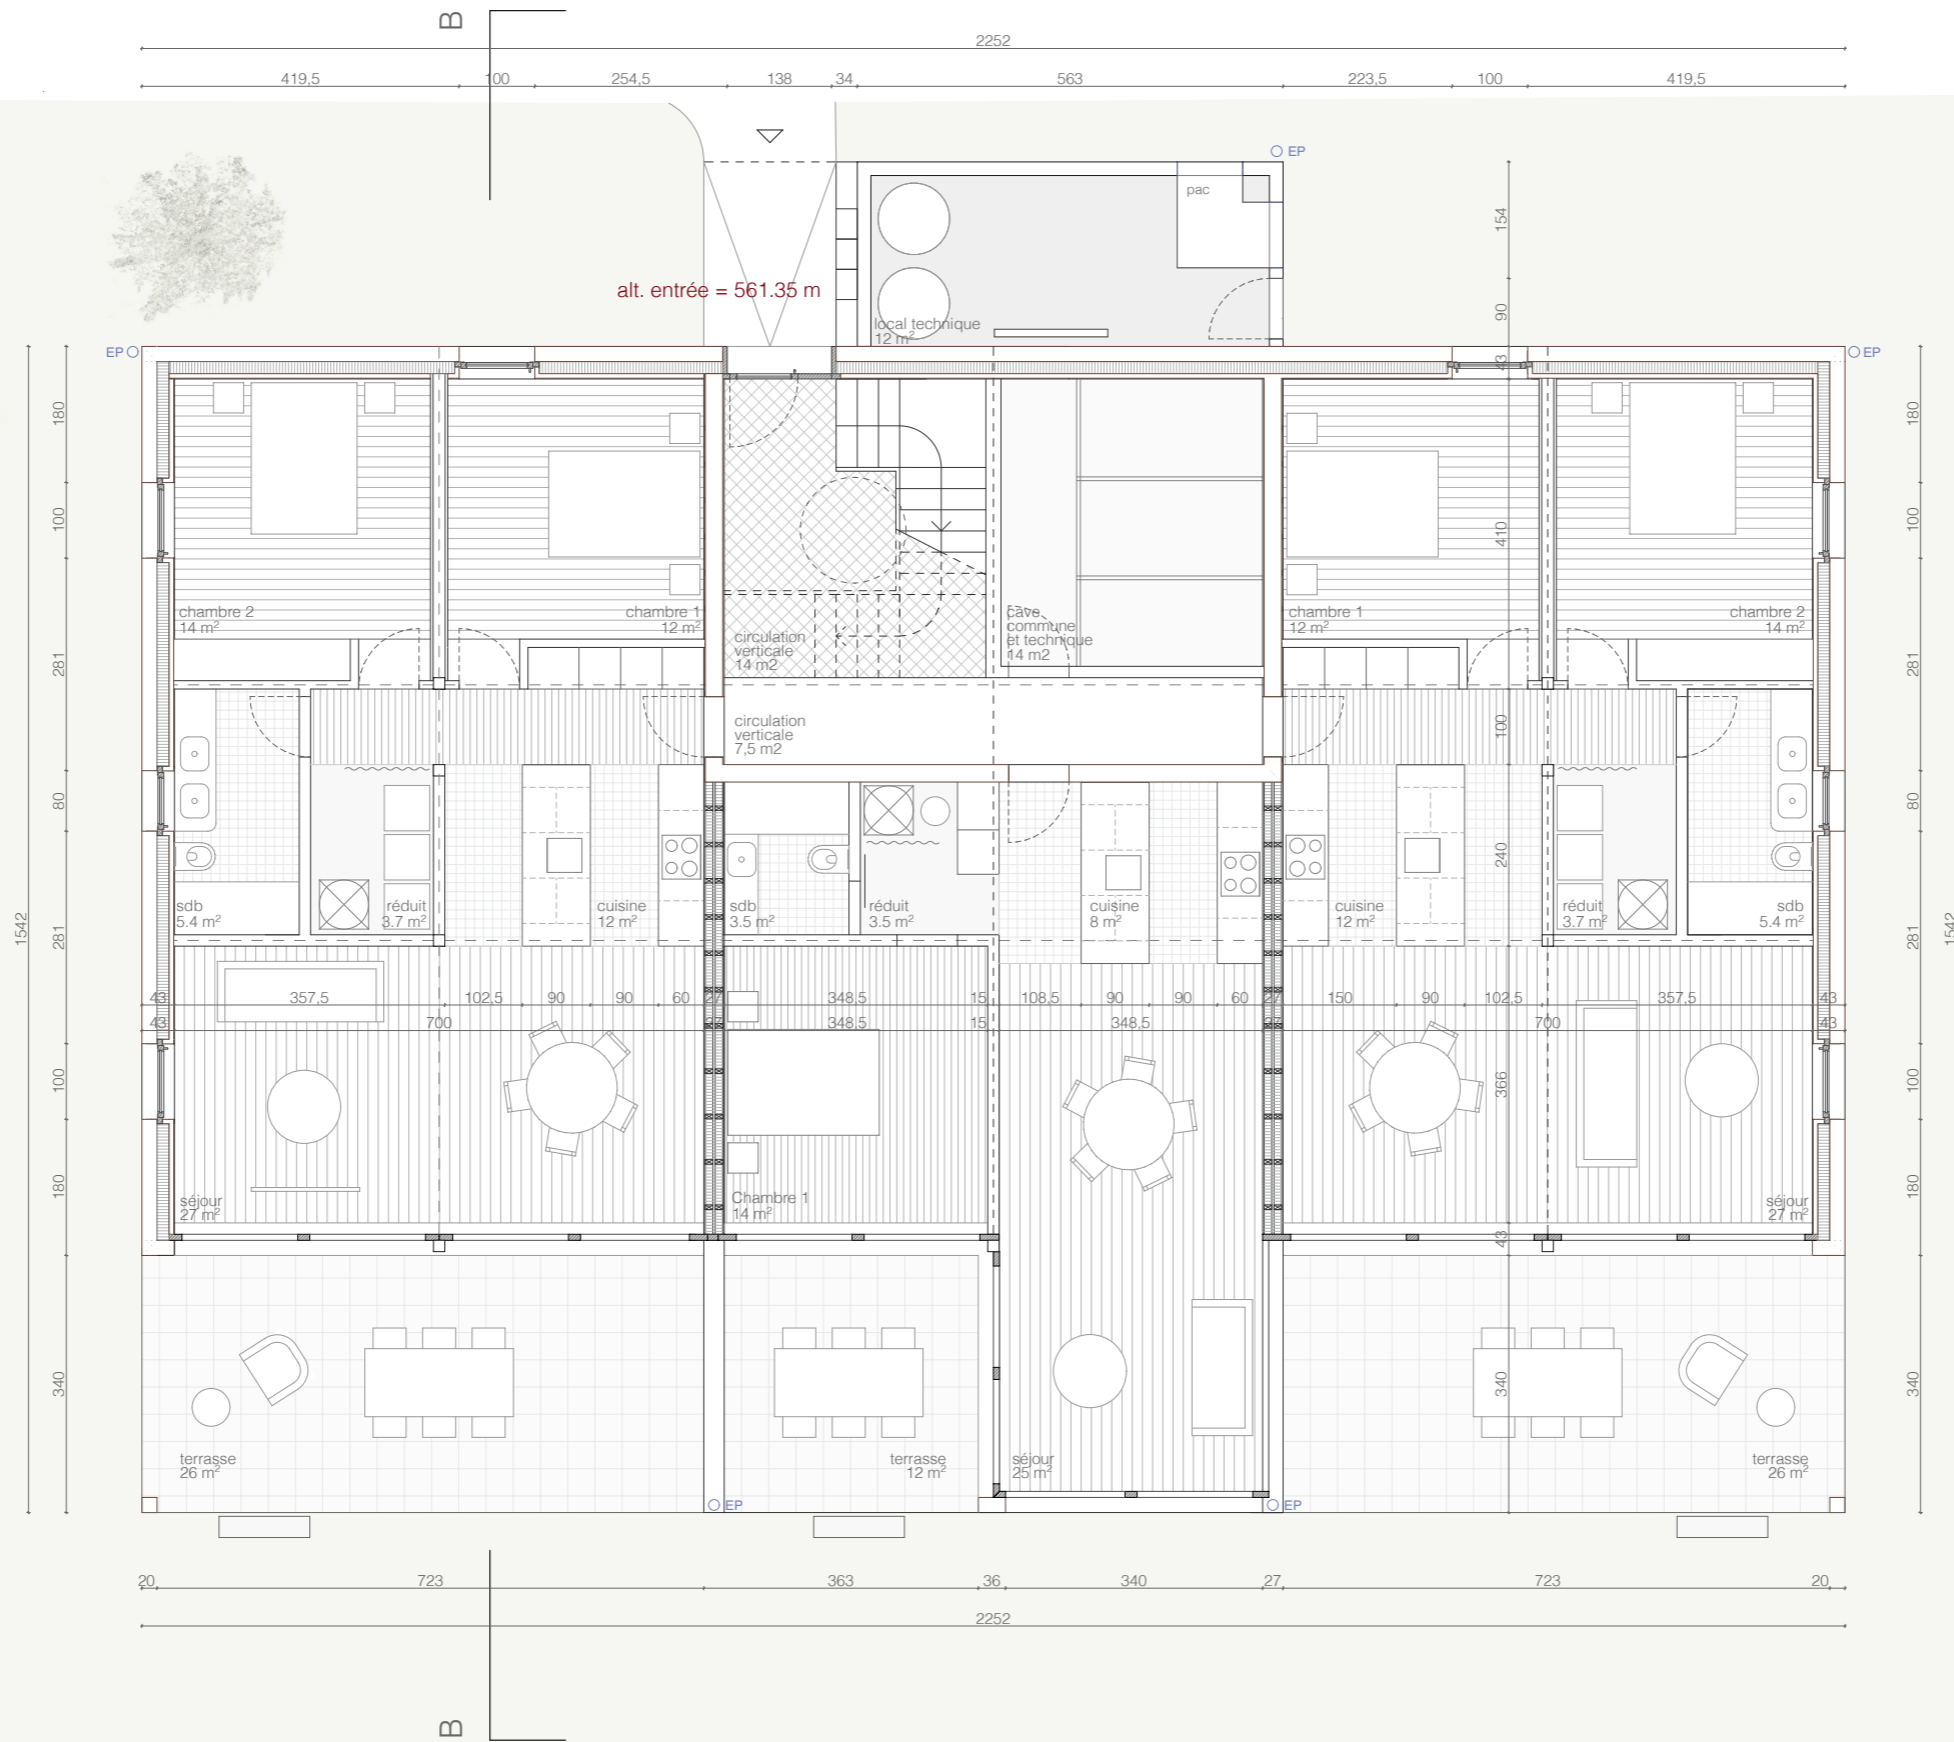 B
2252
419,5 100 254,5 138 34 563 223,5 100 419,5
EP
pac
154
alt. entrée = 561.35 m
90
local technique
12 m²
EP
EP
43
180
180
100
410
100
chambre 2
14 m²
chambre 1
12 m²
circulation
verticale
14 m2
cave
commune
et technique
14 m2
chambre 1
12 m²
chambre 2
14 m²
281
281
circulation
verticale
7,5 m2
100
80
80
240
sdb
5.4 m²
réduit
3.7 m²
cuisine
12 m²
sdb
3.5 m²
réduit
3.5 m²
cuisine
8 m²
cuisine
12 m²
réduit
3.7 m²
sdb
5.4 m²
1542
281
281
1542
43 357,5 102,5 90 90 60 27 348,5 15 108,5 90 90 60 27 150 90 102,5 357,5 43
43 700 27 348,5 15 348,5 27 700 43
100
366
100
180
180
séjour
27 m²
Chambre 1
14 m²
séjour
27 m²
43
340
340
340
terrasse
26 m²
terrasse
12 m²
séjour
25 m²
terrasse
26 m²
EP
EP
20 723 363 36 340 27 723 20
2252
B